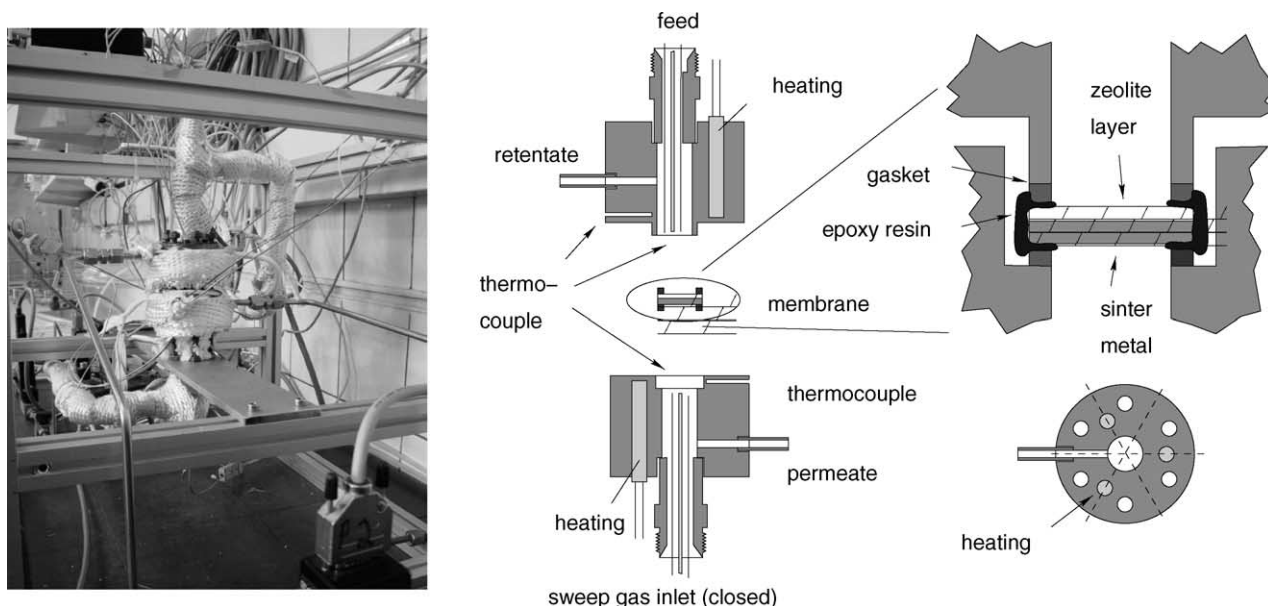 feed
heating
retentate
thermo–
couple
membrane
thermocouple
permeate
heating
sweep gas inlet (closed)
zeolite
layer
gasket
epoxy resin
sinter
metal
heating